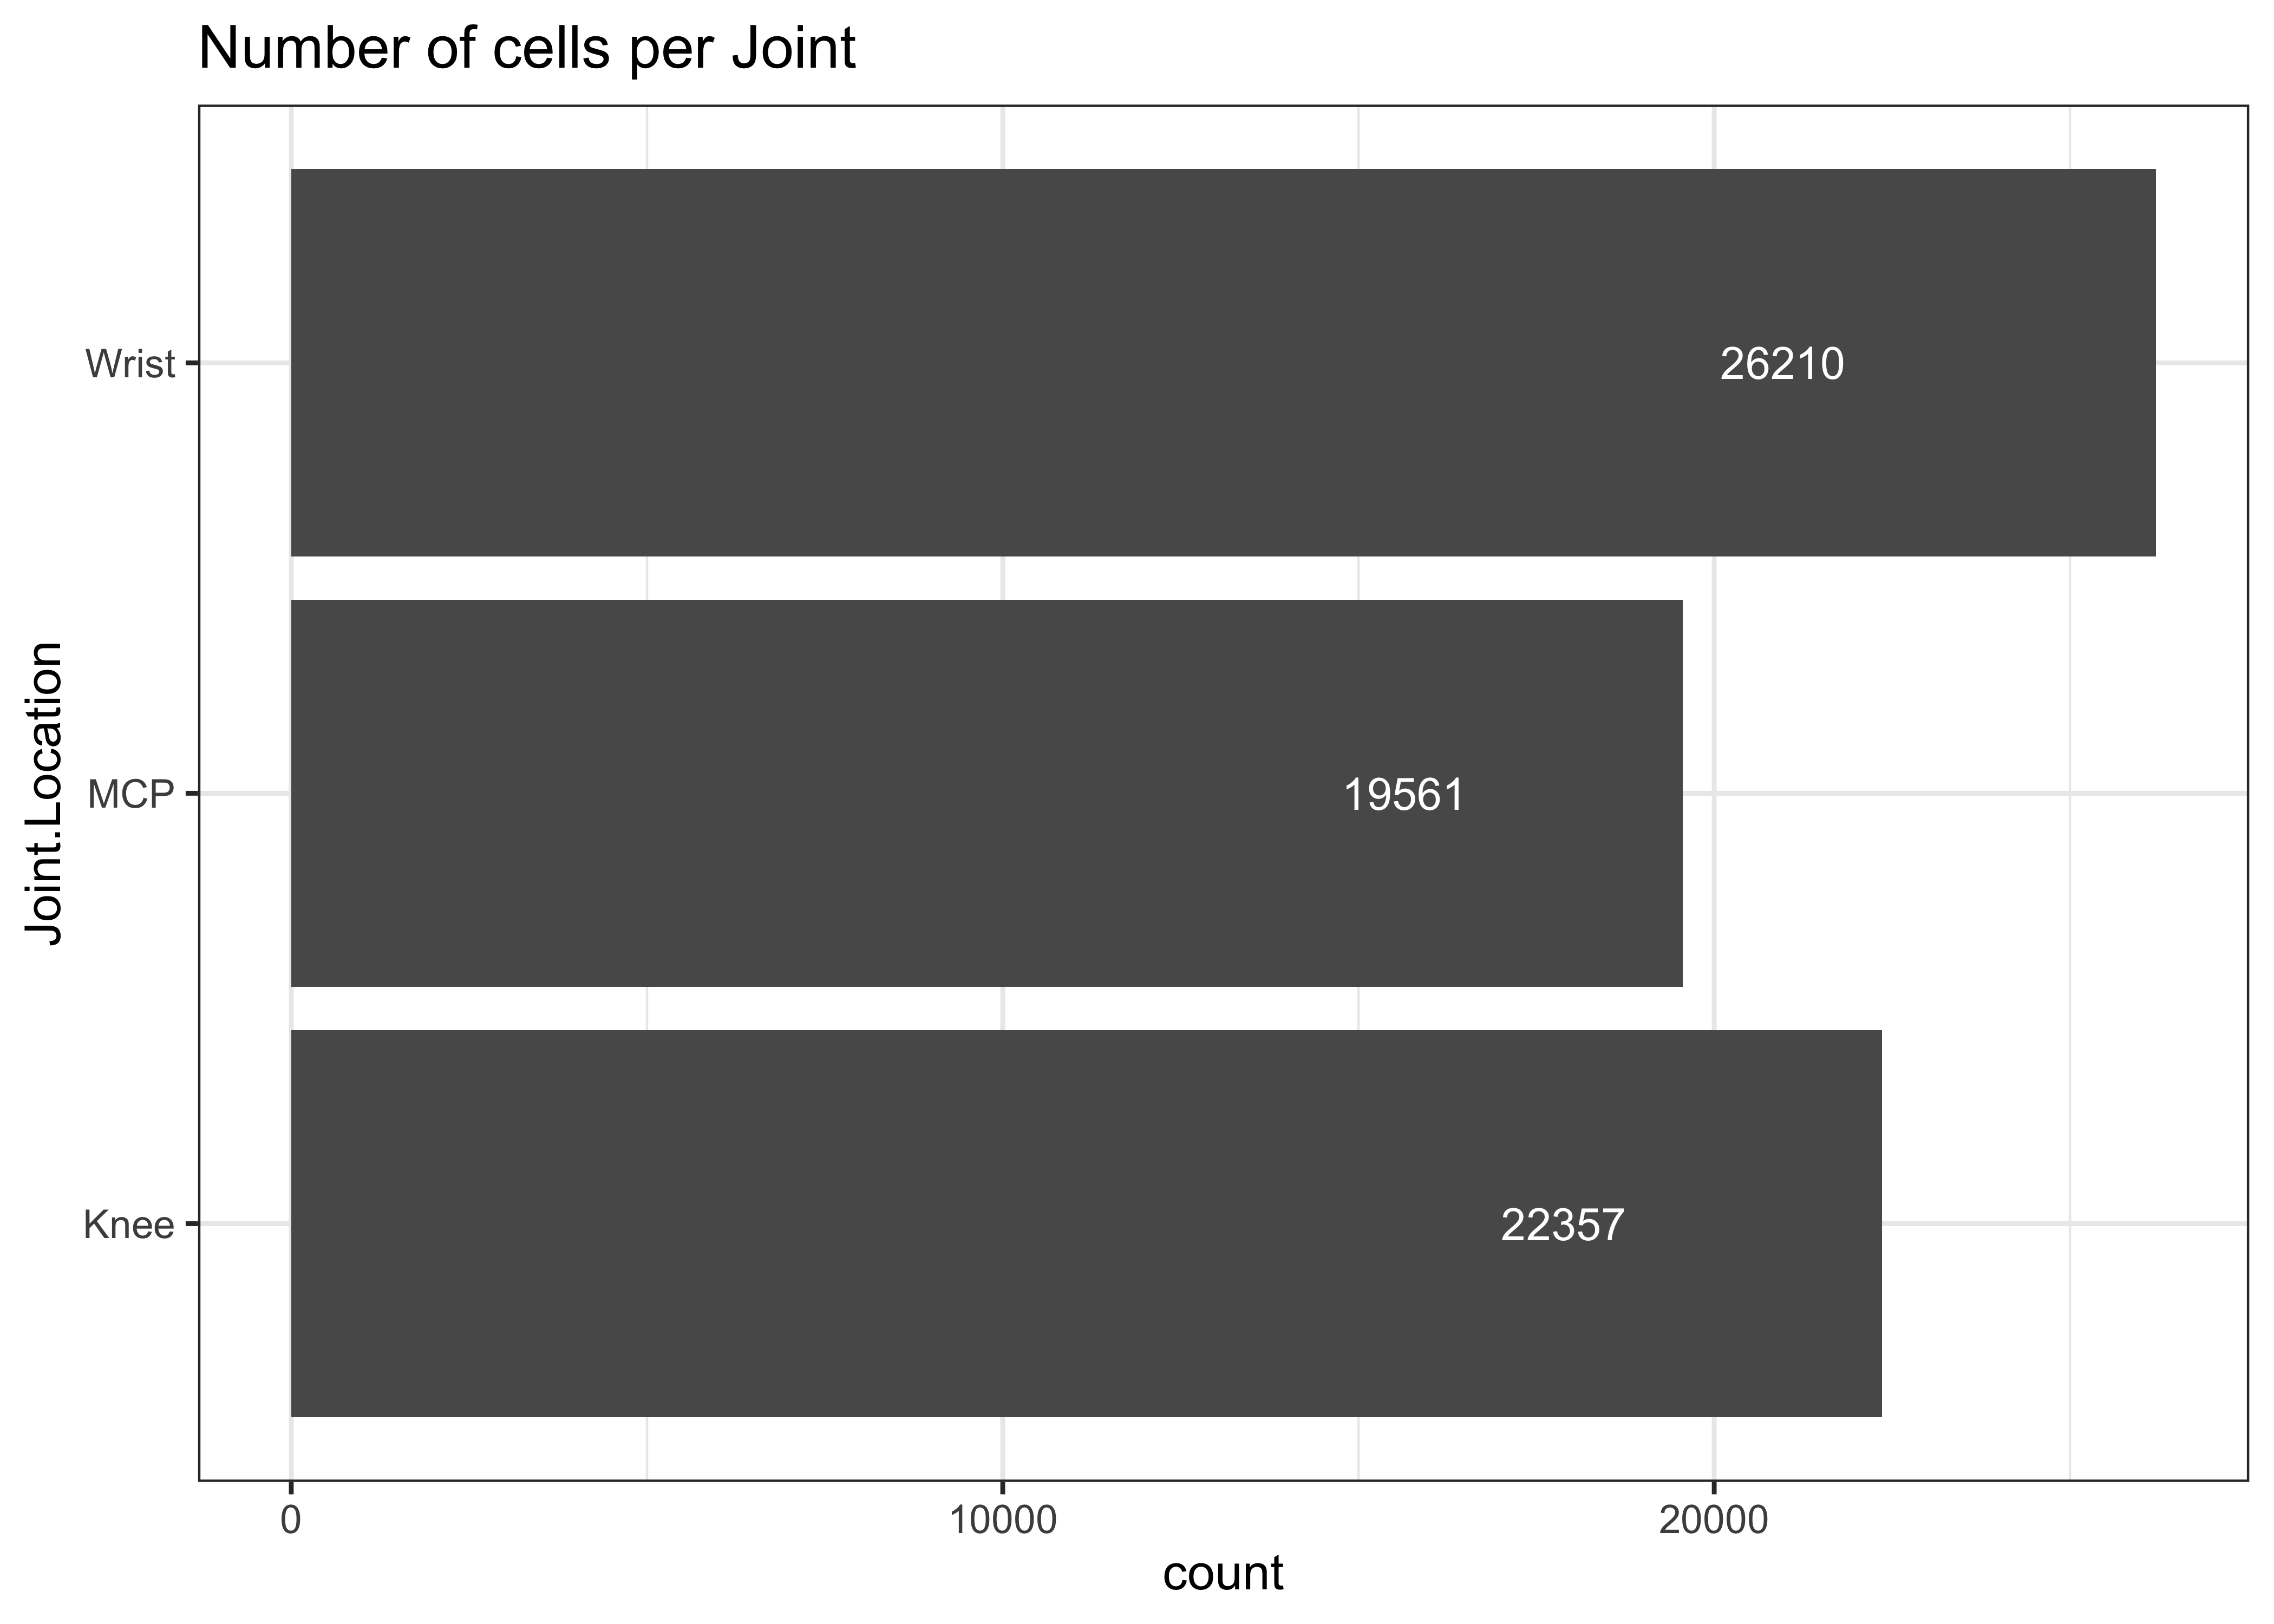 Number of cells per Joint
Joint.Location
Wrist
26210
MCP
19561
Knee
22357
0
10000
20000
count